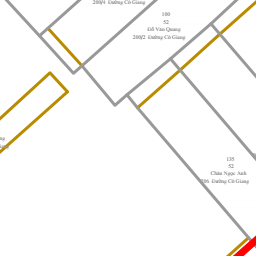 200/4 Đường Cô Giang
180
52
Đỗ Văn Quang
200/2 Đường Cô Giang
135
52
Châu Ngọc Anh
206 Đường Cô Giang